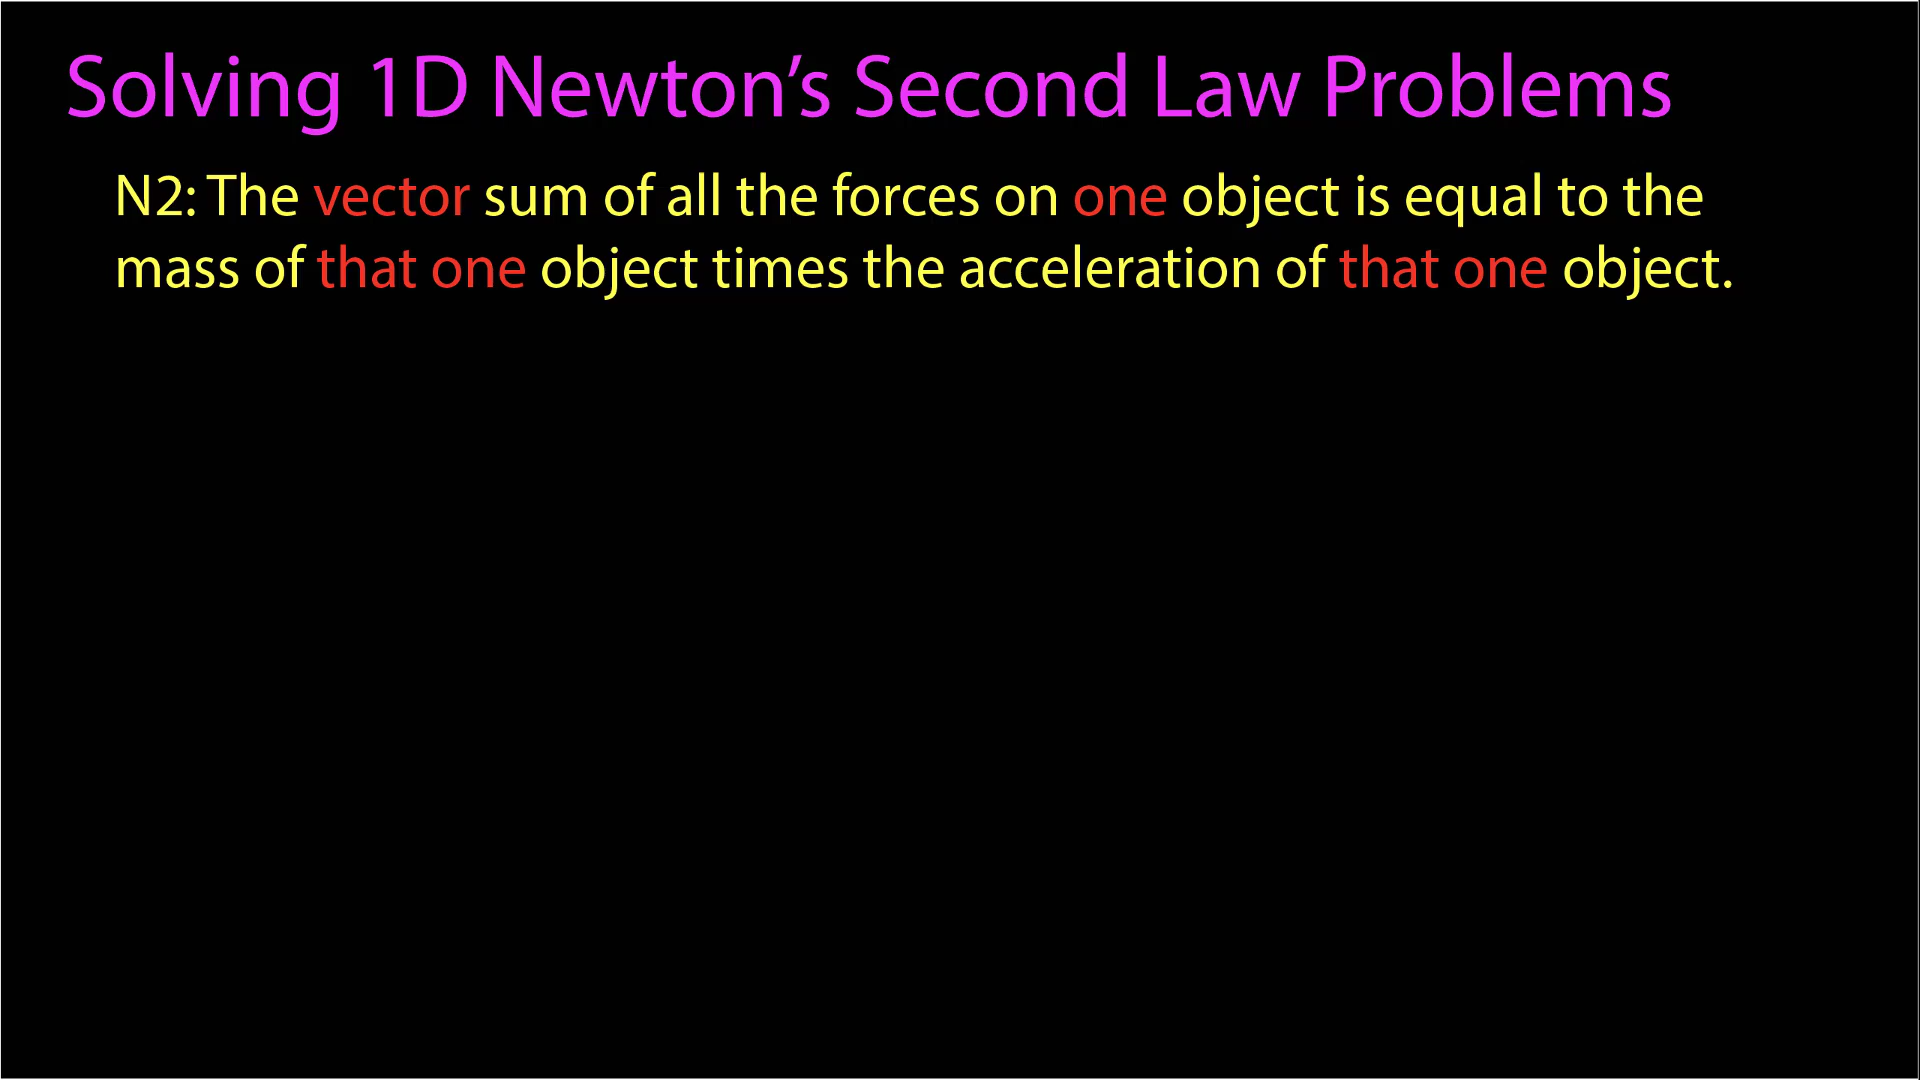 Solving 1D Newton’s Second Law Problems
N2: The vector sum of all the forces on one object is equal to the
mass of that one object times the acceleration of that one object.